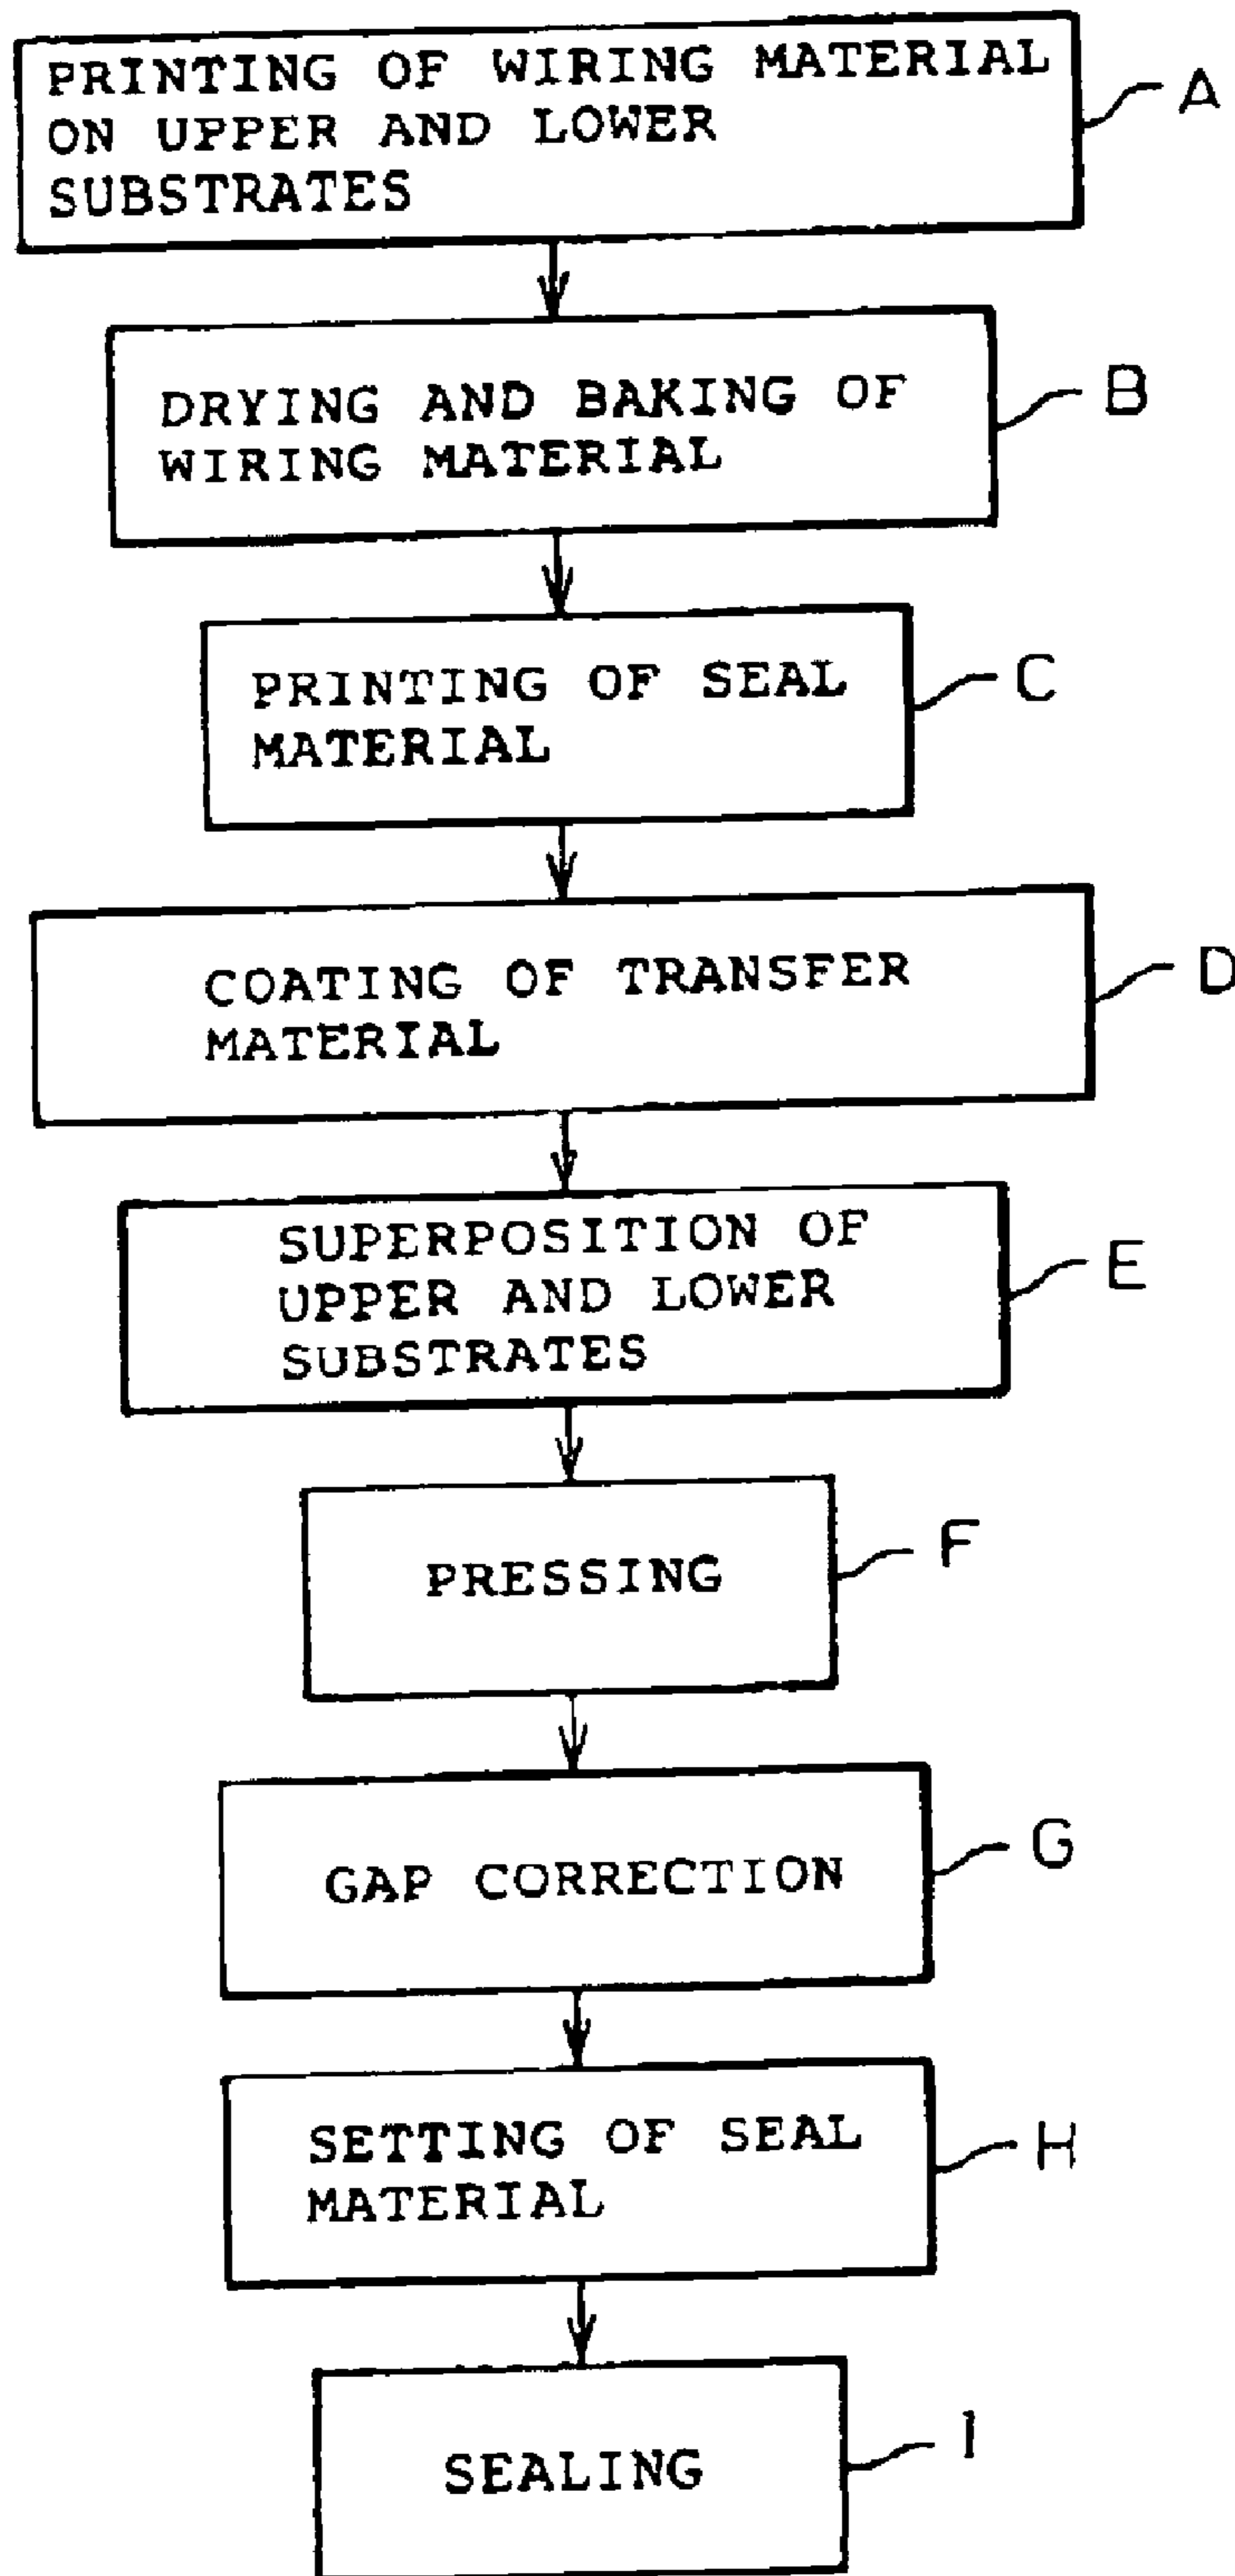 PRINTING OF WIRING MATERIAL
ON UPPER AND LOWER
SUBSTRATES
A
DRYING AND BAKING OF
WIRING MATERIAL
B
PRINTING OF SEAL
MATERIAL
C
COATING OF TRANSFER
MATERIAL
D
SUPERPOSITION OF
UPPER AND LOWER
SUBSTRATES
E
PRESSING
F
GAP CORRECTION
G
SETTING OF SEAL
MATERIAL
H
SEALING
I